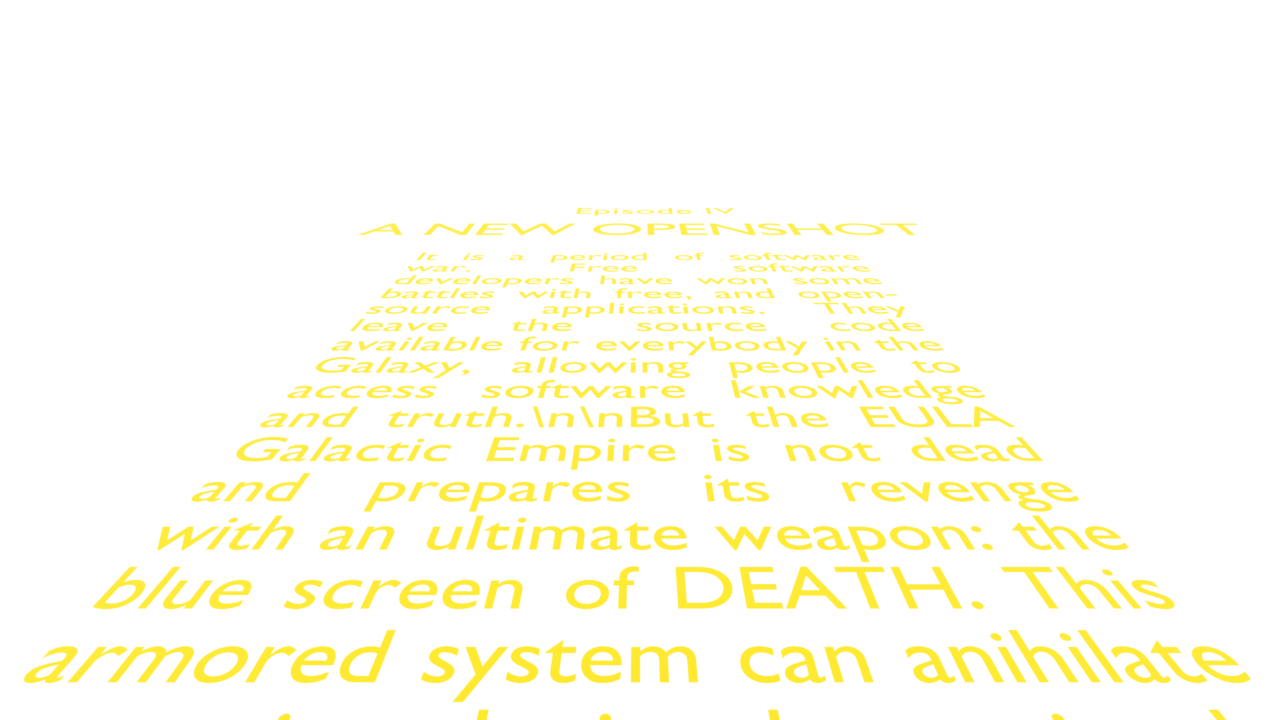 Episode IV
A NEW OPENSHOT
It is a period of software
war. Free software
developers have won some
battles with free, and open-
source applications. They
leave the source code
available for everybody in the
Galaxy, allowing people to
access software knowledge
and truth.\n\nBut the EULA
Galactic Empire is not dead
and prepares its revenge
with an ultimate weapon: the
blue screen of DEATH. This
armored system can anihilate